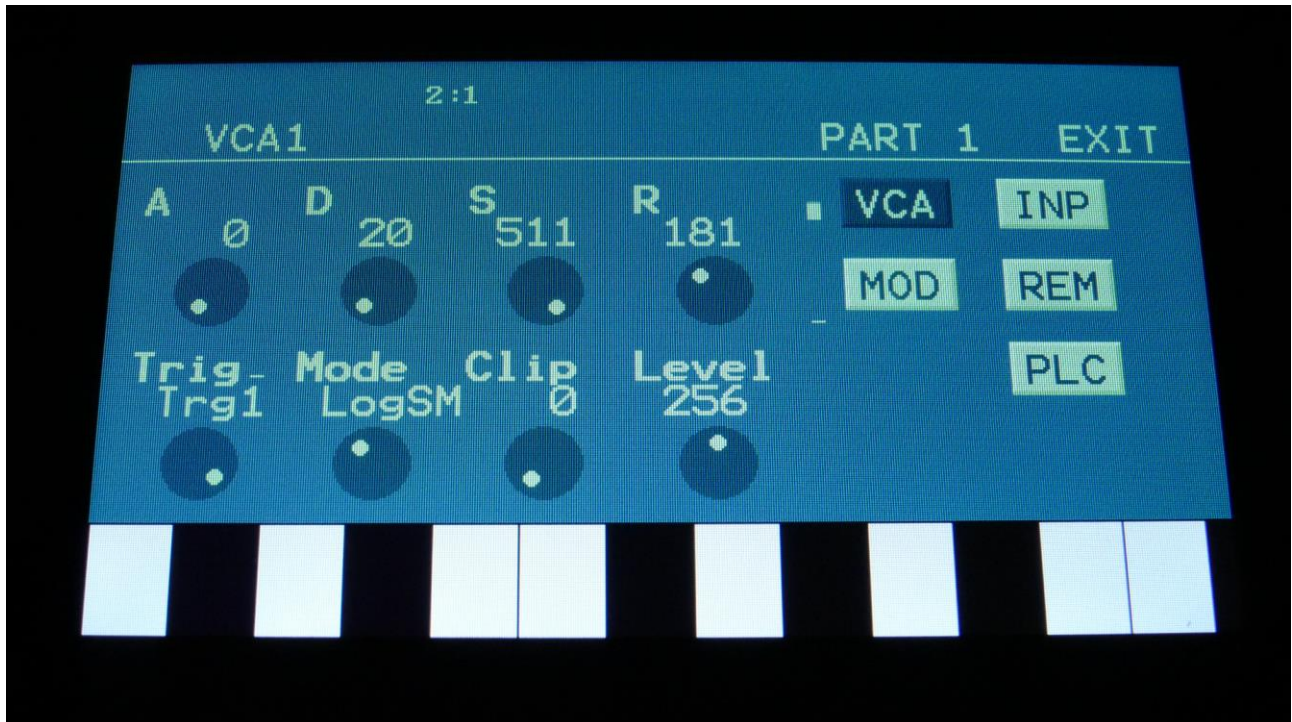 2:1
VCA1 PART 1 EXIT
A D S R VCA INP
0 20 511 181
MOD REM
Trig Mode Clip Level PLC
Trg1 LogSM 0 256